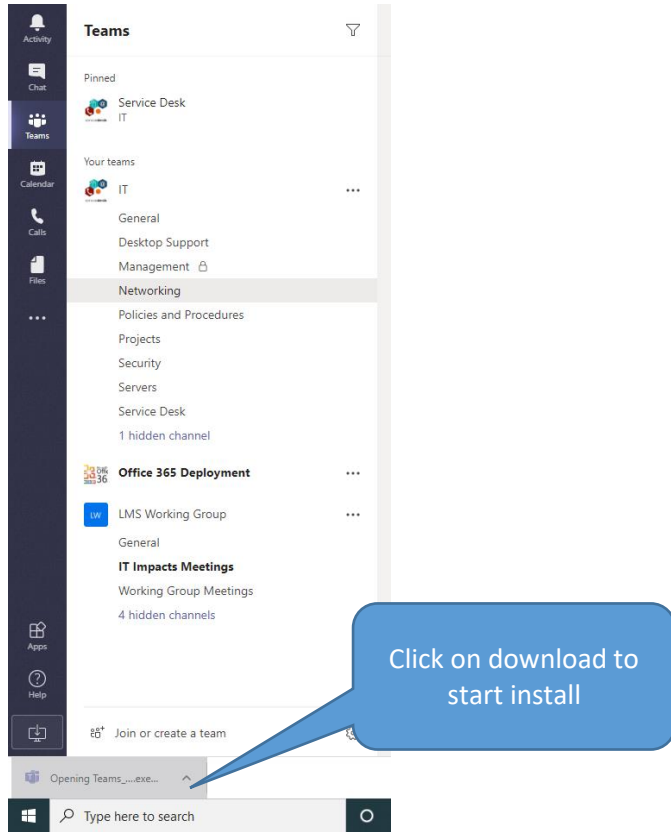 Activity
Chat
Teams
Calendar
Calls
Files
Apps
Help
Teams
Pinned
Service Desk
IT
Your teams
IT
General
Desktop Support
Management
Networking
Policies and Procedures
Projects
Security
Servers
Service Desk
1 hidden channel
Office 365 Deployment
LW
LMS Working Group
General
IT Impacts Meetings
Working Group Meetings
4 hidden channels
Join or create a team
Click on download to
start install
Opening Teams_....exe...
Type here to search